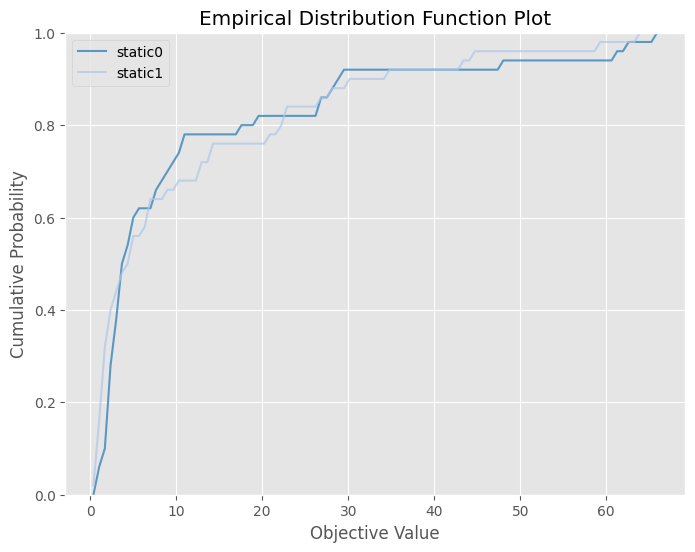 Empirical Distribution Function Plot
static0
static1
Cumulative Probability
1.0
0.8
0.6
0.4
0.2
0.0
0 10 20 30 40 50 60
Objective Value